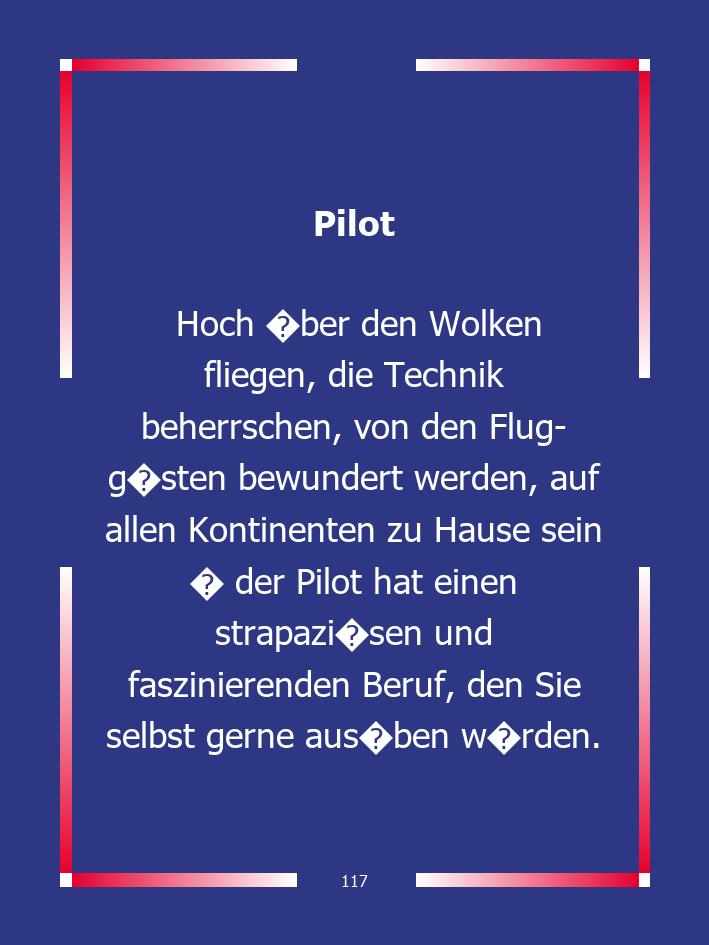 Pilot
Hoch �ber den Wolken
fliegen, die Technik
beherrschen, von den Flug-
g�sten bewundert werden, auf
allen Kontinenten zu Hause sein
� der Pilot hat einen
strapazi�sen und
faszinierenden Beruf, den Sie
selbst gerne aus�ben w�rden.
117